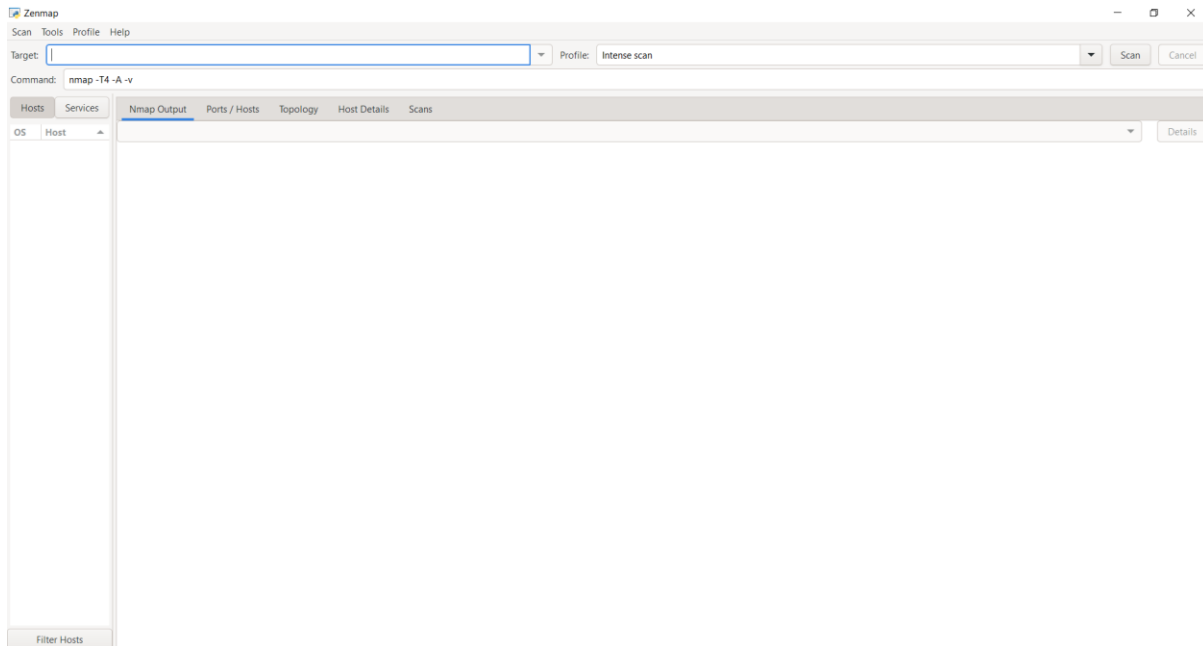 Zenmap
Scan Tools Profile Help
Target: Profile: Intense scan Scan Cancel
Command: nmap -T4 -A -v
Hosts Services Nmap Output Ports / Hosts Topology Host Details Scans
OS Host Details
Filter Hosts